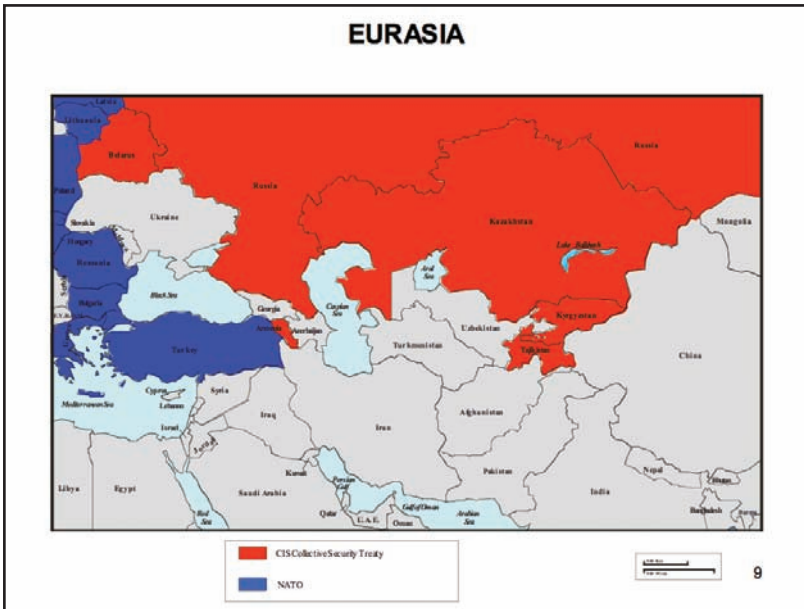 EURASIA
Latvia
Lithuania
Belarus
Russia
Russia
Poland
Ukraine
Kazakhstan
Mongolia
Slovakia
Hungary
Lake Balkhash
Romania
Aral
Sea
Serbia
Black Sea
Caspian
Sea
Bulgaria
Georgia
Uzbekistan
Kyrgyzstan
Armenia
Azerbaijan
Turkey
Turkmenistan
Tajikistan
China
Cyprus
Syria
Mediterranean Sea
Lebanon
Iraq
Iran
Afghanistan
Israel
Jordan
Kuwait
Pakistan
Nepal
Bhutan
Libya
Egypt
Saudi Arabia
Persian
Gulf
India
Qatar
Gulf of Oman
Bangladesh
Red
Sea
U.A.E.
Oman
Arabian
Sea
CIS Collective Security Treaty
NATO
9